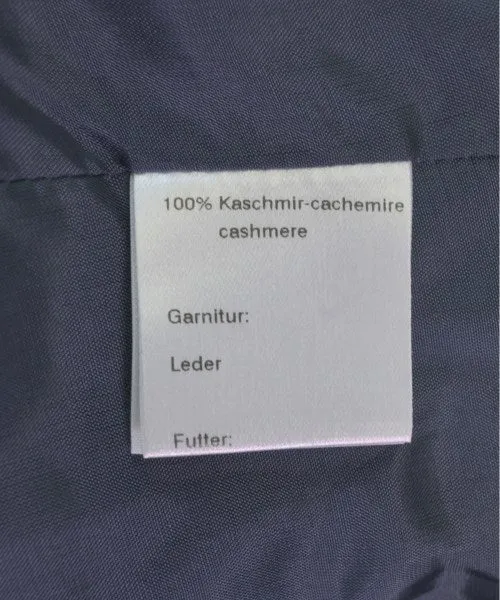 100% Kaschmir-cachemire
cashmere
Garnitur:
Leder
Futter: